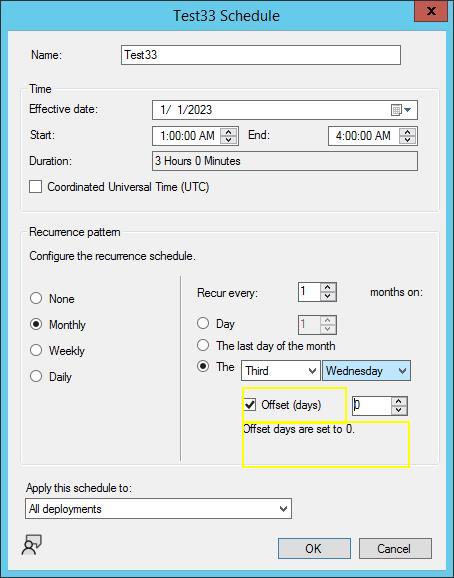 Test33 Schedule
x
Name: Test33
Time
Effective date: 1/ 1/2023
Start: 1:00:00 AM End: 4:00:00 AM
Duration: 3 Hours 0 Minutes
Coordinated Universal Time (UTC)
Recurrence pattern
Configure the recurrence schedule.
None
Monthly
Weekly
Daily
Recur every: 1 months on:
Day 1
The last day of the month
The Third Wednesday
Offset (days) 0
Offset days are set to 0.
Apply this schedule to:
All deployments
OK Cancel